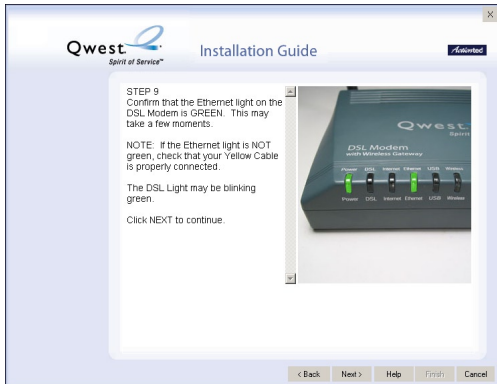 X
Qwest
Spirit of Service™
Installation Guide
Actiontec
STEP 9
Confirm that the Ethernet light on the
DSL Modem is GREEN. This may
take a few moments.
NOTE: If the Ethernet light is NOT
green, check that your Yellow Cable
is properly connected.
The DSL Light may be blinking
green.
Click NEXT to continue.
Qwest
Spirit
DSL Modem
with Wireless Gateway
Power DSL Internet Ethernet USB Wireless
Power DSL Internet Ethernet USB Wireless
< Back Next > Help Finish Cancel